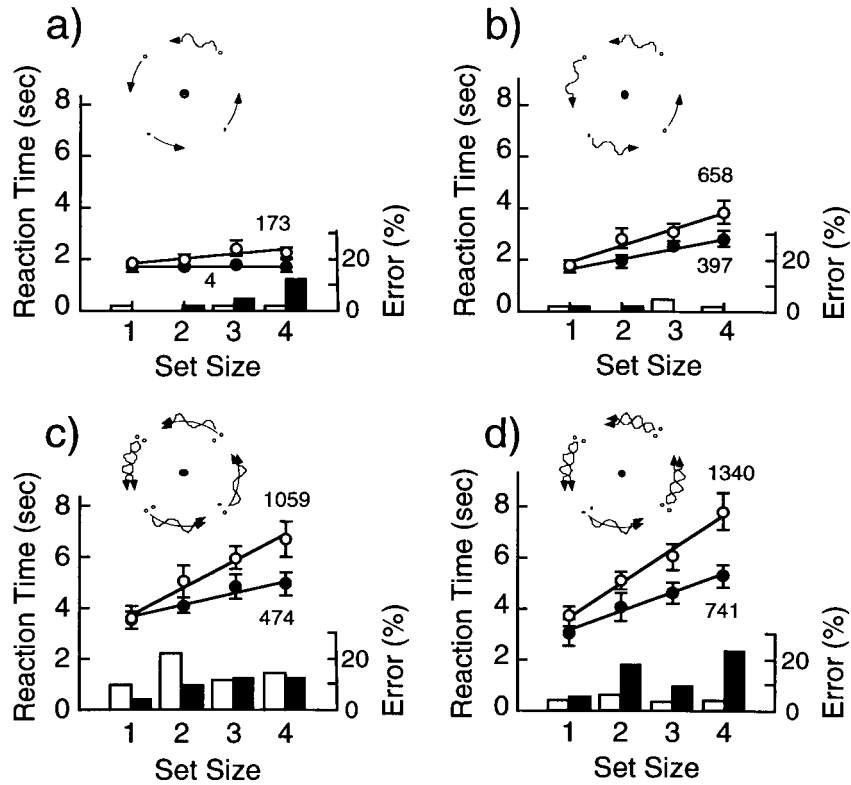 a)
Reaction Time (sec)
8
6
4
2
0
173
4
20
0
Error (%)
1 2 3 4
Set Size
b)
Reaction Time (sec)
8
6
4
2
0
658
397
20
0
Error (%)
1 2 3 4
Set Size
c)
Reaction Time (sec)
8
6
4
2
0
1059
474
20
0
Error (%)
1 2 3 4
Set Size
d)
Reaction Time (sec)
8
6
4
2
0
1340
741
20
0
Error (%)
1 2 3 4
Set Size